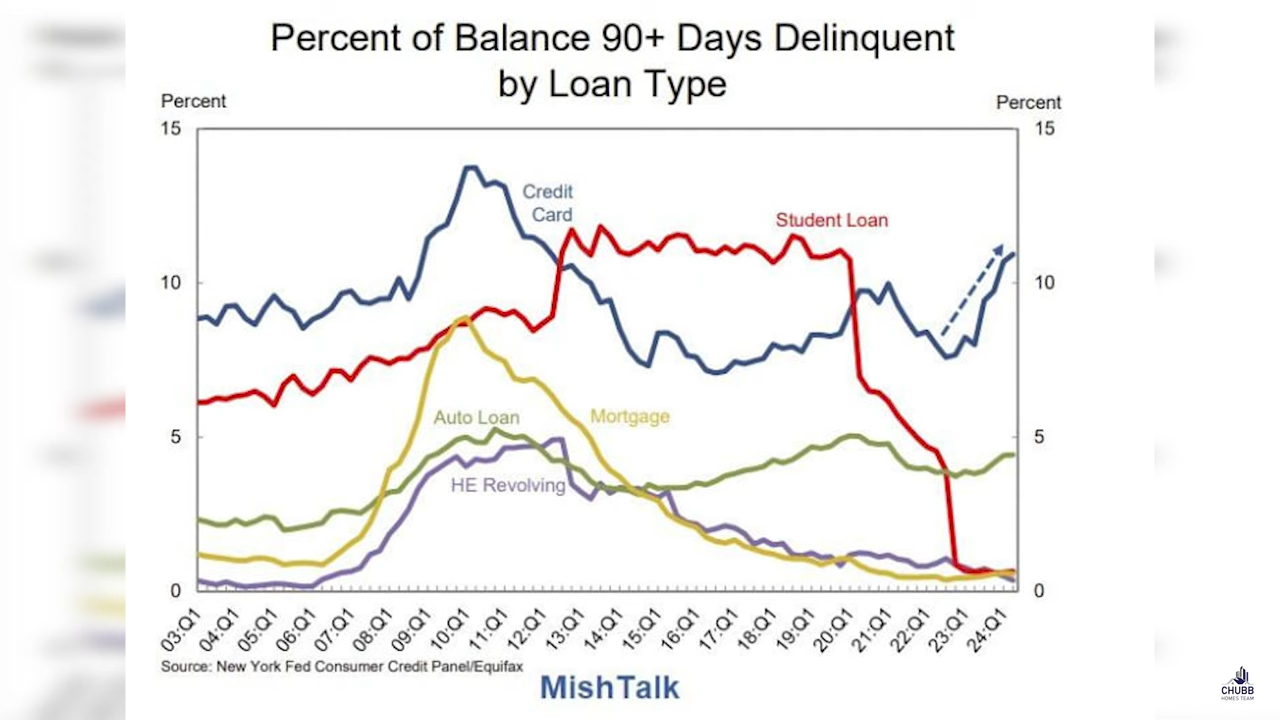 Percent of Balance 90+ Days Delinquent
by Loan Type
Percent
Percent
15
15
Credit
Card
Student Loan
10
10
Auto Loan
Mortgage
5
5
HE Revolving
0
0
03:Q1
04:Q1
05:Q1
06:Q1
07:Q1
08:Q1
09:Q1
10:Q1
11:Q1
12:Q1
13:Q1
14:Q1
15:Q1
16:Q1
17:Q1
18:Q1
19:Q1
20:Q1
21:Q1
22:Q1
23:Q1
24:Q1
Source: New York Fed Consumer Credit Panel/Equifax
MishTalk
CHUBB
HOMES TEAM